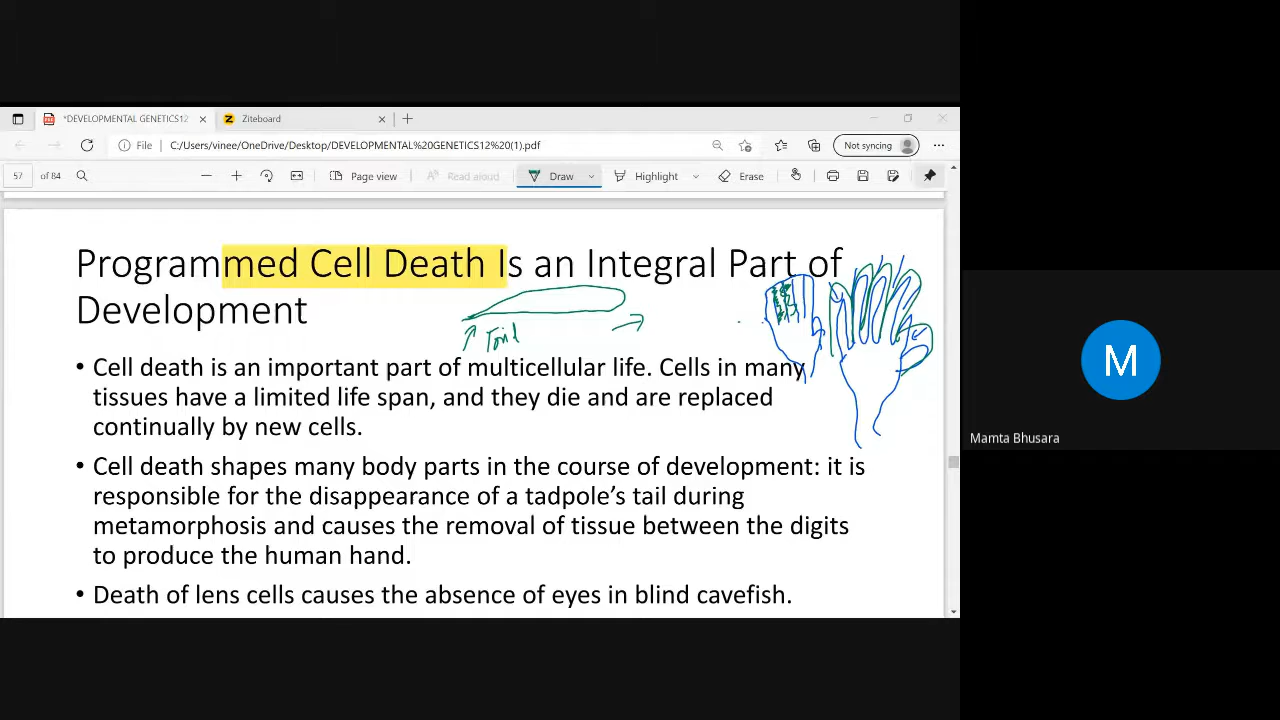 *DEVELOPMENTAL GENETICS12
Ziteboard
File
C:/Users/vinee/OneDrive/Desktop/DEVELOPMENTAL%20GENETICS12%20(1).pdf
Not syncing
57 of 84
Page view
Read aloud
Draw
Highlight
Erase
Programmed Cell Death Is an Integral Part of
Development
Tail
• Cell death is an important part of multicellular life. Cells in many
tissues have a limited life span, and they die and are replaced
continually by new cells.
• Cell death shapes many body parts in the course of development: it is
responsible for the disappearance of a tadpole’s tail during
metamorphosis and causes the removal of tissue between the digits
to produce the human hand.
• Death of lens cells causes the absence of eyes in blind cavefish.
M
Mamta Bhusara